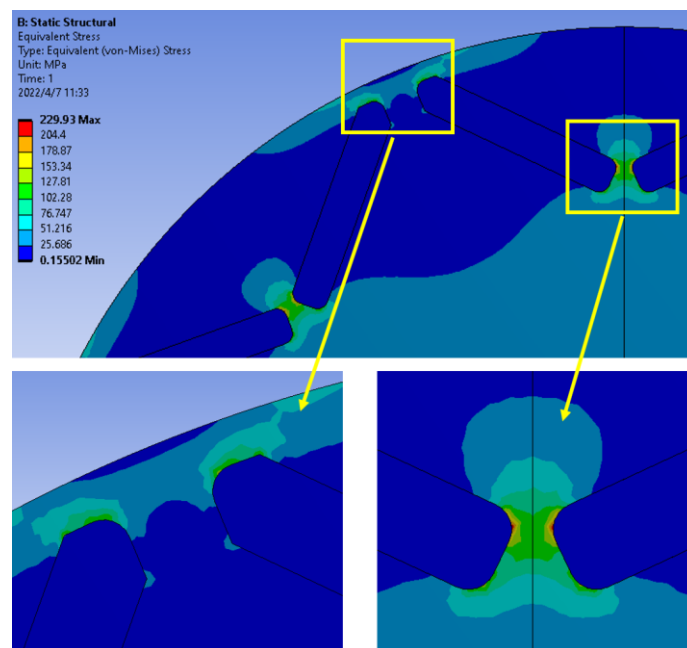 B: Static Structural
Equivalent Stress
Type: Equivalent (von-Mises) Stress
Unit: MPa
Time: 1
2022/4/7 11:33
229.93 Max
204.4
178.87
153.34
127.81
102.28
76.747
51.216
25.686
0.15502 Min